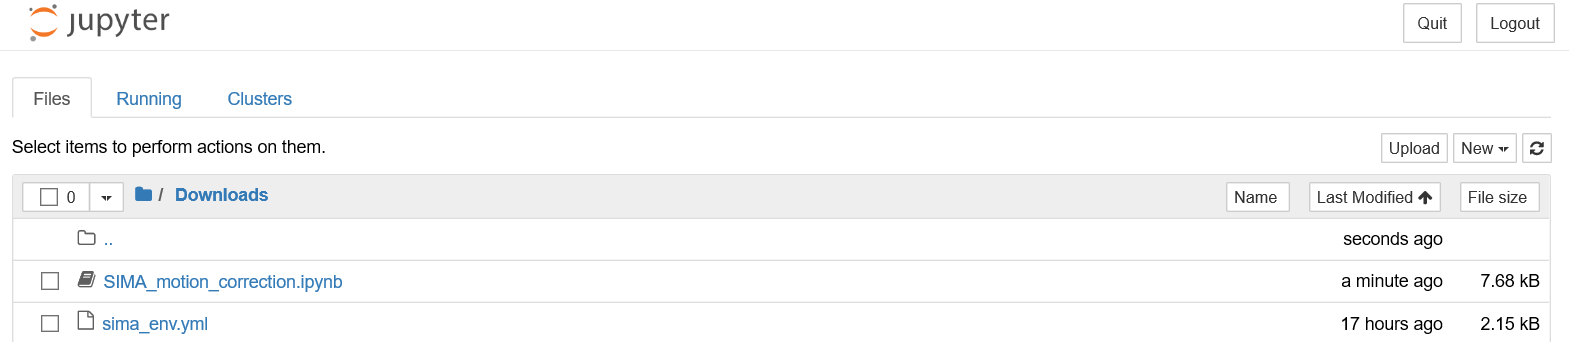 jupyter Quit Logout
Files Running Clusters
Select items to perform actions on them. Upload New
0 / Downloads Name Last Modified File size
.. seconds ago
SIMA_motion_correction.ipynb a minute ago 7.68 kB
sima_env.yml 17 hours ago 2.15 kB